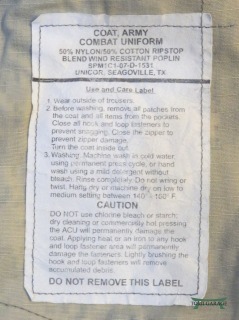 COAT, ARMY
COMBAT UNIFORM
50% NYLON/50% COTTON RIPSTOP
BLEND WIND RESISTANT POPLIN
SPM1C1-07-D-1531
UNICOR, SEAGOVILLE, TX
Use and Care Label
1. Wear outside of trousers.
2. Before washing, remove all patches from
the coat and all items from the pockets.
Close all hook and loop fasteners to
prevent snagging. Close the zipper to
prevent zipper damage.
Turn the coat inside out.
3. Washing: Machine wash in cold water
using permanent press cycle, or hand
wash using a mild detergent without
bleach. Rinse completely. Do not wring or
twist. Hang dry or machine dry on low to
medium setting between 140° - 160° F.
CAUTION
DO NOT use chlorine bleach or starch;
dry cleaning or commercially hot pressing
the ACU will permanently damage the
coat. Applying heat or an iron to any hook
and loop fastener area will permanently
damage the fasteners. Lightly brushing the
hook and loop fasteners will remove
accumulated debris.
DO NOT REMOVE THIS LABEL